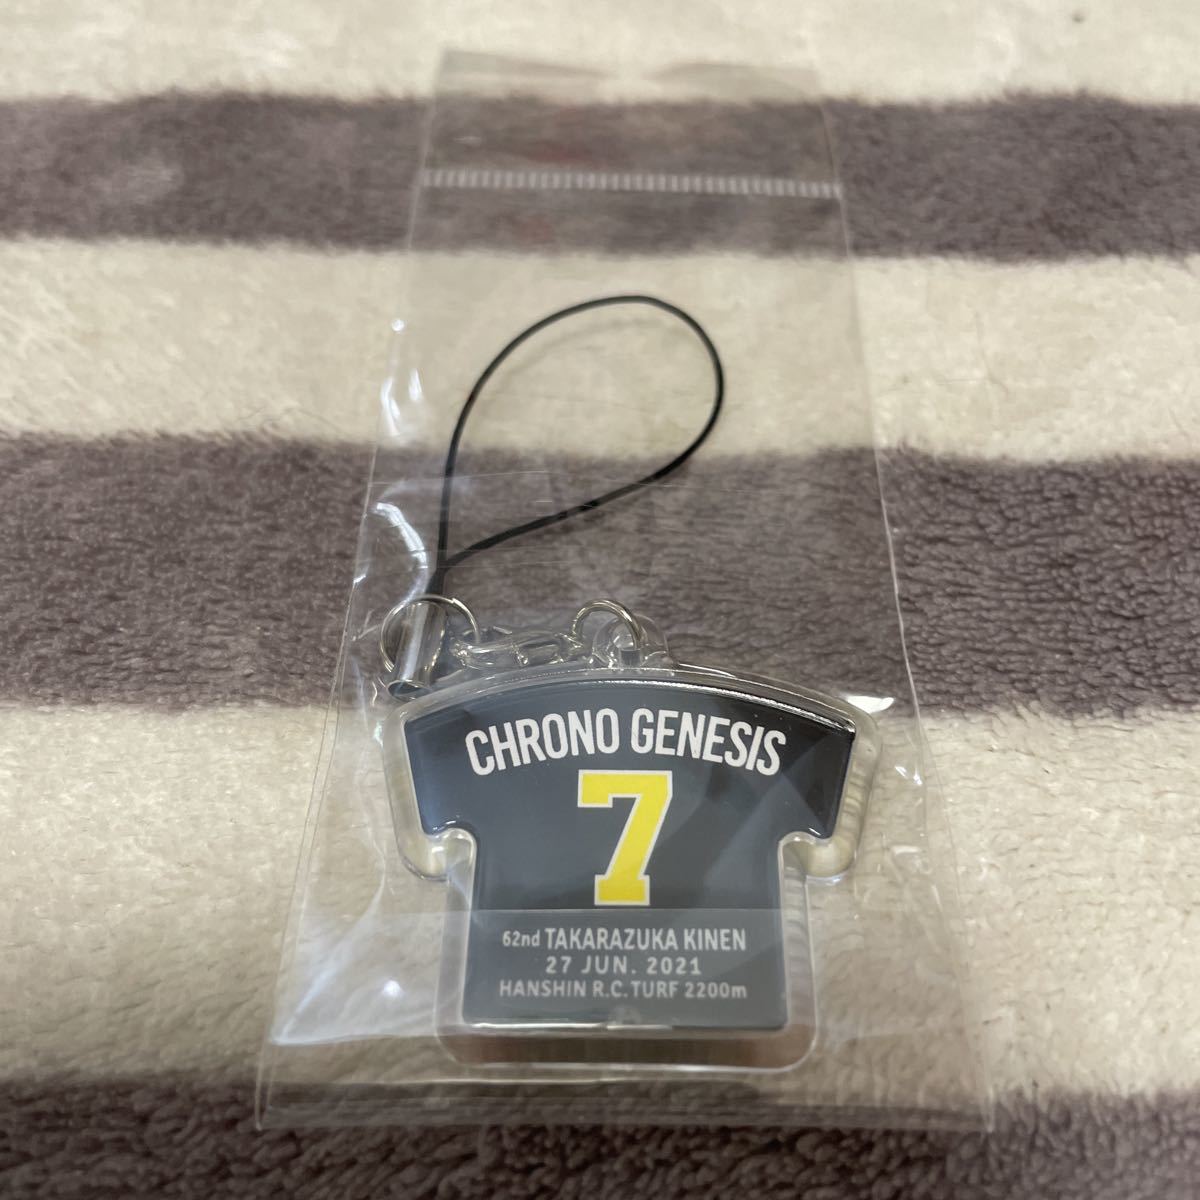 CHRONO GENESIS
7
62nd TAKARAZUKA KINEN
27 JUN. 2021
HANSHIN R.C. TURF 2200m